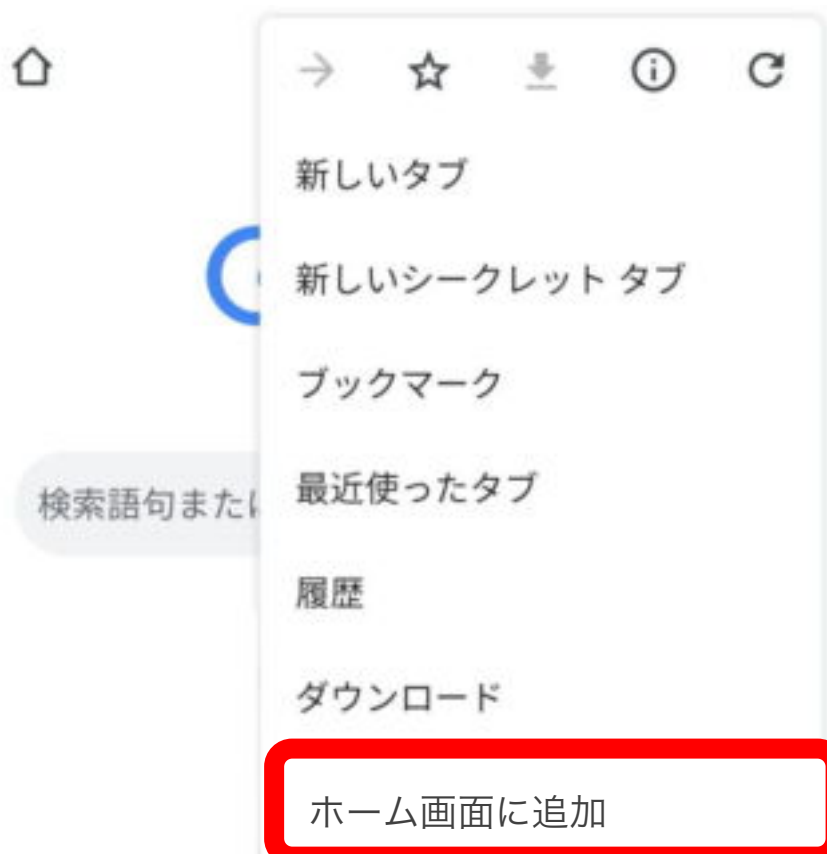 新しいタブ
新しいシークレット タブ
ブックマーク
検索語句または
最近使ったタブ
履歴
ダウンロード
ホーム画面に追加